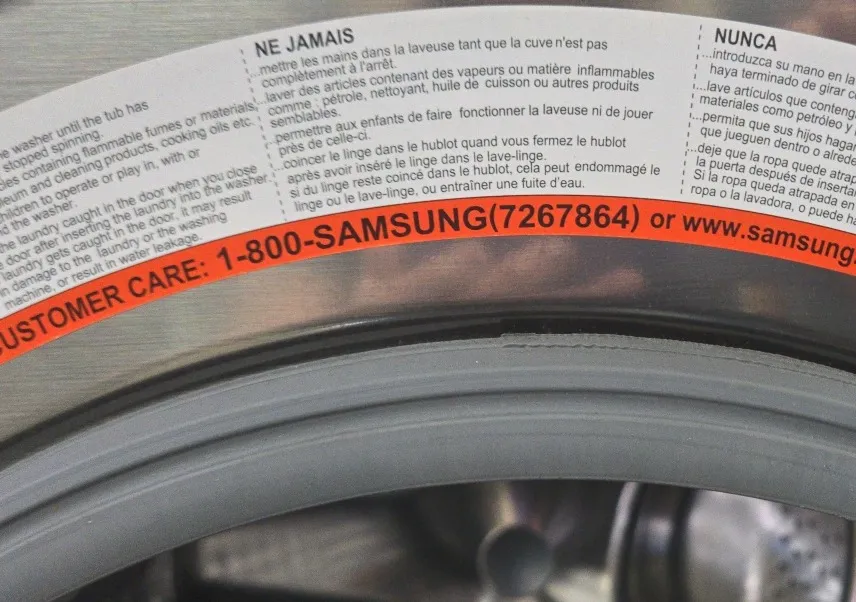 e washer until the tub has
stopped spinning.
les containing flammable fumes or materials
leum and cleaning products, cooking oils etc.
hildren to operate or play in, with or
d the washer.
the laundry caught in the door when you close
door after inserting the laundry into the washer.
laundry gets caught in the door, it may result
in damage to the laundry or the washing
machine, or result in water leakage.
NE JAMAIS
...mettre les mains dans la laveuse tant que la cuve n'est pas
complètement à l'arrêt.
...laver des articles contenant des vapeurs ou matière inflammables
comme : pétrole, nettoyant, huile de cuisson ou autres produits
semblables.
permettre aux enfants de faire fonctionner la laveuse ni de jouer
près de celle-ci.
...coincer le linge dans le hublot quand vous fermez le hublot
après avoir inséré le linge dans le lave-linge.
si du linge reste coincé dans le hublot, cela peut endommagé le
linge ou le lave-linge, ou entraîner une fuite d'eau.
NUNCA
...introduzca su mano en la
haya terminado de girar c
...lave artículos que conteng
materiales como petróleo y
...permita que sus hijos hagan
que jueguen dentro o alrede
...deje que la ropa quede atrap
la puerta después de inserta
Si la ropa queda atrapada en
ropa o la lavadora, o puede ha
CUSTOMER CARE: 1-800-SAMSUNG(7267864) or www.samsung.